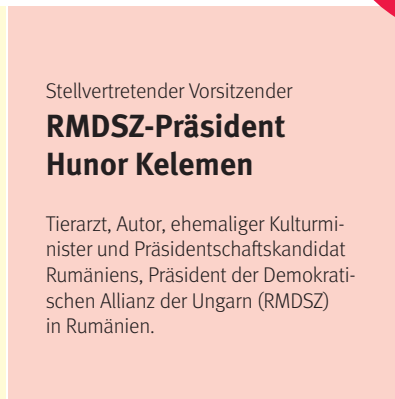 Stellvertretender Vorsitzender
RMDSZ-Präsident
Hunor Kelemen
Tierarzt, Autor, ehemaliger Kulturmi-
nister und Präsidentschaftskandidat
Rumäniens, Präsident der Demokrati-
schen Allianz der Ungarn (RMDSZ)
in Rumänien.